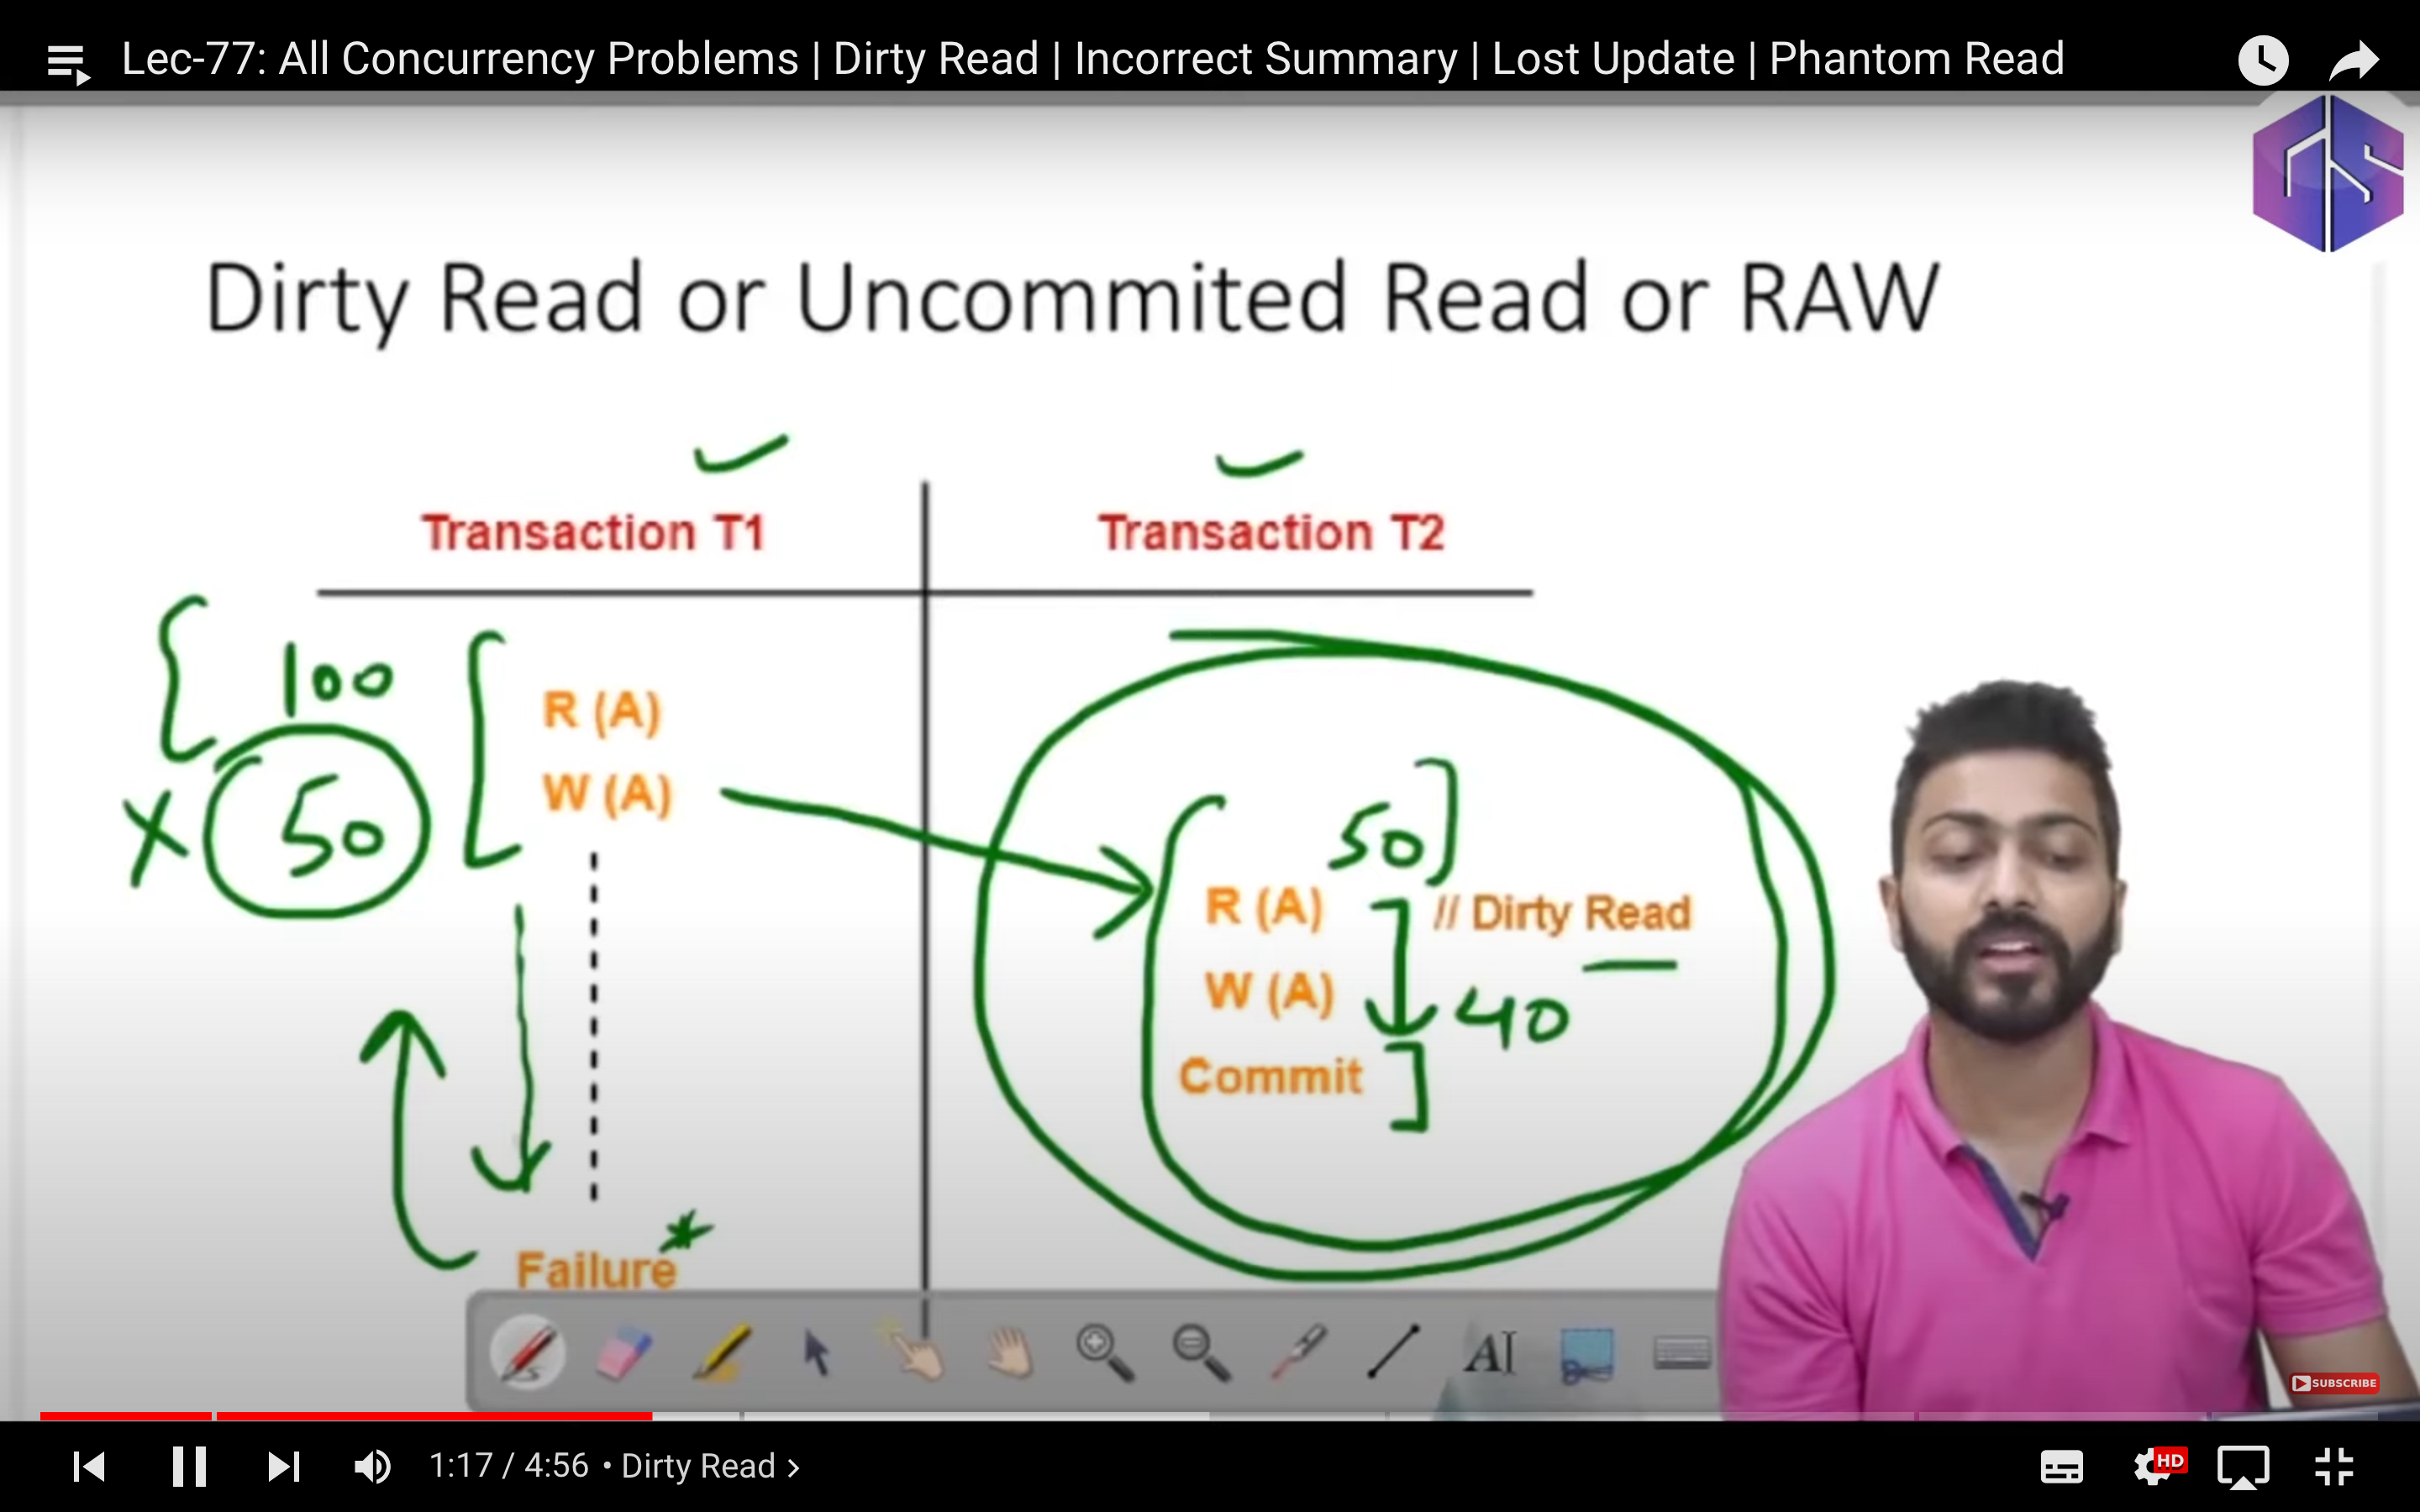 Lec-77: All Concurrency Problems | Dirty Read | Incorrect Summary | Lost Update | Phantom Read
Dirty Read or Uncommited Read or RAW
Transaction T1
Transaction T2
100
R (A)
W (A)
50
50
R (A)
// Dirty Read
W (A)
40
Commit
Failure*
AI
SUBSCRIBE
1:17 / 4:56 • Dirty Read ›
HD